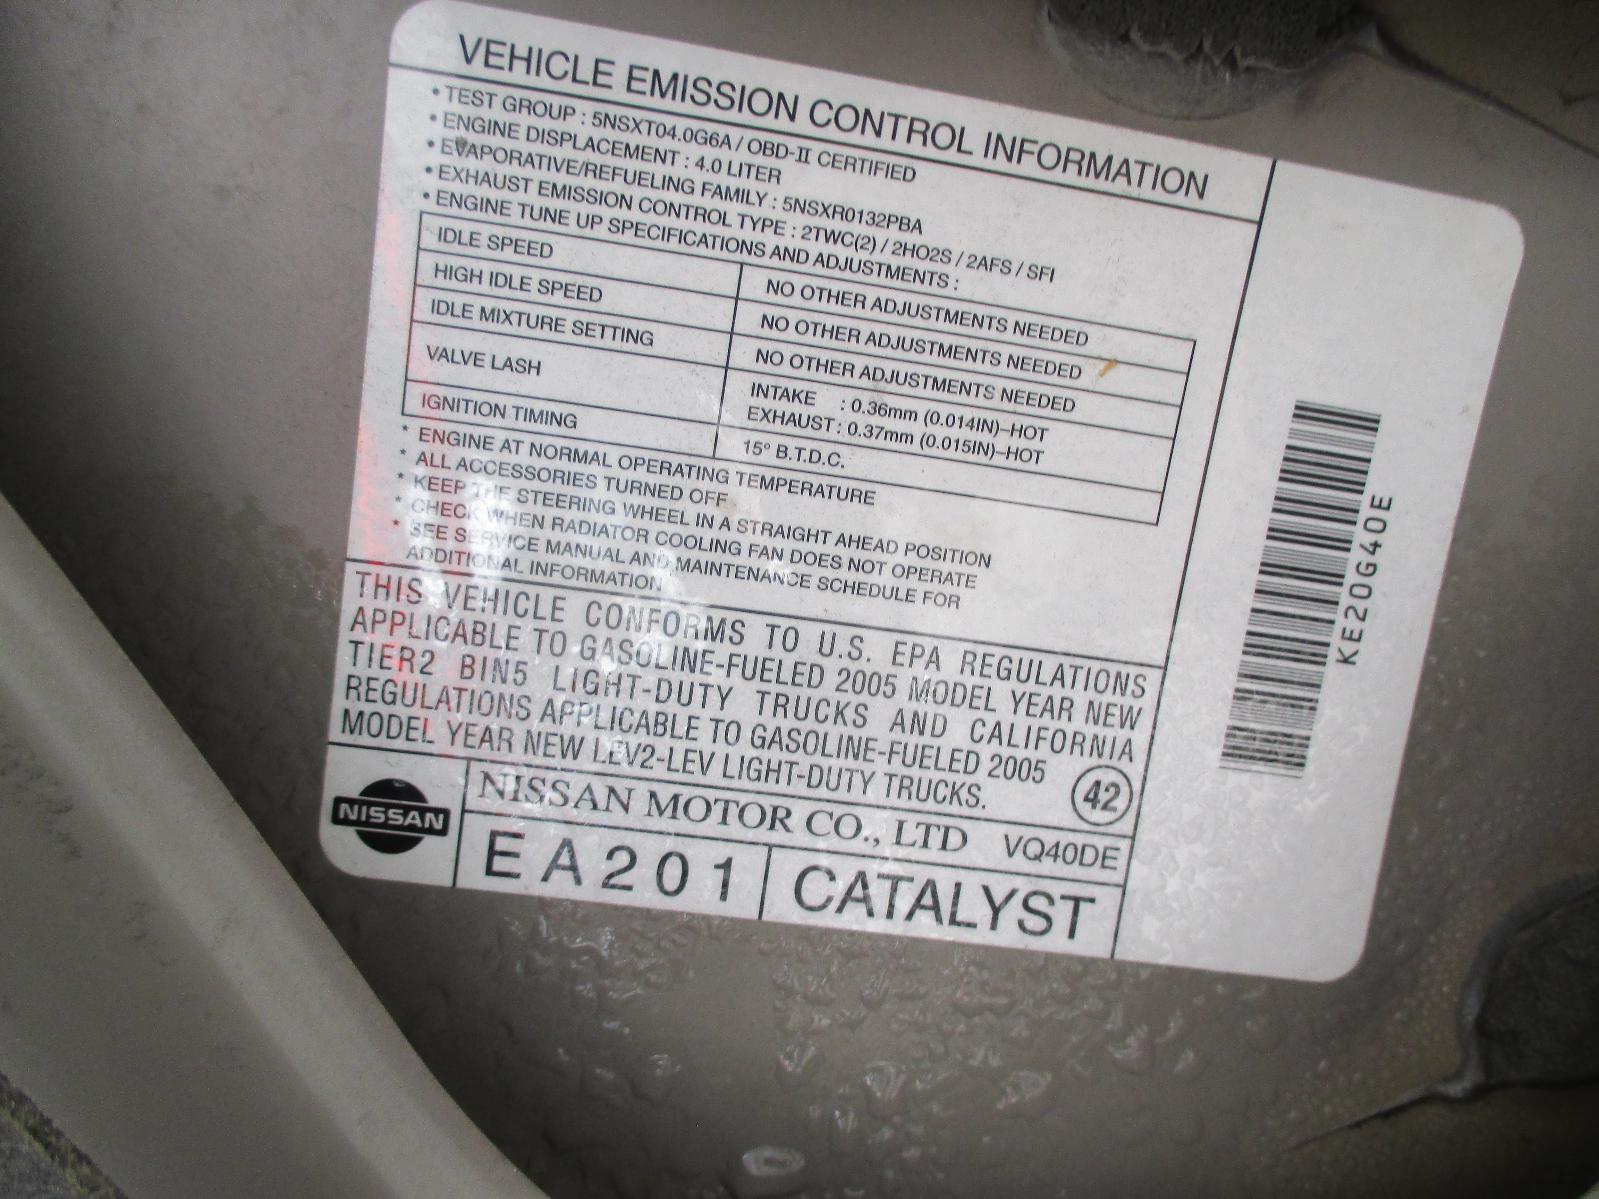 VEHICLE EMISSION CONTROL INFORMATION
• TEST GROUP : 5NSXT04.0G6A / OBD-II CERTIFIED
• ENGINE DISPLACEMENT : 4.0 LITER
• EVAPORATIVE/REFUELING FAMILY : 5NSXR0132PBA
• EXHAUST EMISSION CONTROL TYPE : 2TWC(2) / 2HO2S / 2AFS / SFI
• ENGINE TUNE UP SPECIFICATIONS AND ADJUSTMENTS :
IDLE SPEED NO OTHER ADJUSTMENTS NEEDED
HIGH IDLE SPEED NO OTHER ADJUSTMENTS NEEDED
IDLE MIXTURE SETTING NO OTHER ADJUSTMENTS NEEDED
VALVE LASH INTAKE : 0.36mm (0.014IN)–HOT
EXHAUST : 0.37mm (0.015IN)–HOT
IGNITION TIMING 15° B.T.D.C.
* ENGINE AT NORMAL OPERATING TEMPERATURE
* ALL ACCESSORIES TURNED OFF
* KEEP THE STEERING WHEEL IN A STRAIGHT AHEAD POSITION
* CHECK WHEN RADIATOR COOLING FAN DOES NOT OPERATE
* SEE SERVICE MANUAL AND MAINTENANCE SCHEDULE FOR
ADDITIONAL INFORMATION
THIS VEHICLE CONFORMS TO U.S. EPA REGULATIONS
APPLICABLE TO GASOLINE-FUELED 2005 MODEL YEAR NEW
TIER2 BIN5 LIGHT-DUTY TRUCKS AND CALIFORNIA
REGULATIONS APPLICABLE TO GASOLINE-FUELED 2005
MODEL YEAR NEW LEV2-LEV LIGHT-DUTY TRUCKS. 42
NISSAN
NISSAN MOTOR CO., LTD VQ40DE
EA201 CATALYST
KE20G40E